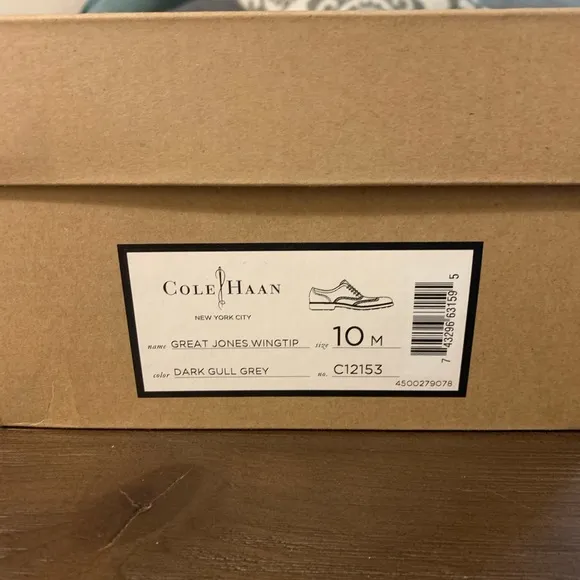 COLE HAAN
NEW YORK CITY
name GREAT JONES.WINGTIP size 10 M
color DARK GULL GREY no. C12153
7 43296 63159 5
4500279078